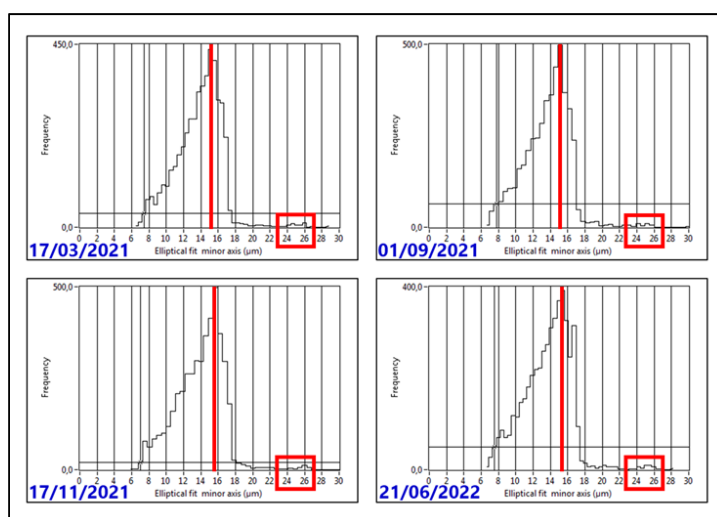 450,0
Frequency
0,0
0 2 4 6 8 10 12 14 16 18 20 22 24 26 28 30
17/03/2021 Elliptical fit minor axis (µm)
500,0
Frequency
0,0
6 8 10 12 14 16 18 20 22 24 26 28 30
01/09/2021 Elliptical fit minor axis (µm)
500,0
Frequency
0,0
0 2 4 6 8 10 12 14 16 18 20 22 24 26 28 30
17/11/2021 Elliptical fit minor axis (µm)
400,0
Frequency
0,0
0 2 4 6 8 10 12 14 16 18 20 22 24 26 28 30
21/06/2022 Elliptical fit minor axis (µm)